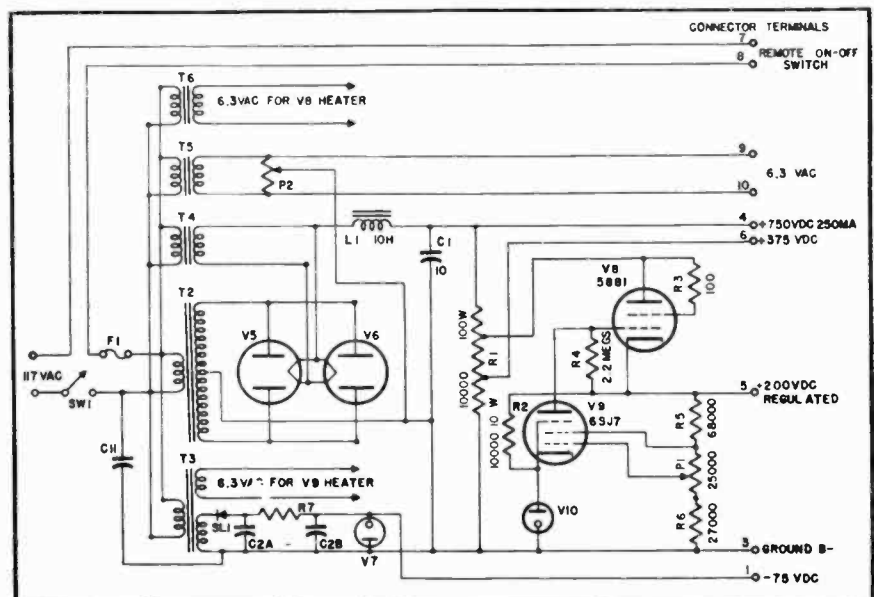 CONNECTOR TERMINALS
7
8
REMOTE ON-OFF
SWITCH
T6
6.3VAC FOR V8 HEATER
T5
P2
9
10
6.3 VAC
T4
L1 10H
C1
10
4 +750VDC 250MA
6 +375 VDC
V8
5881
R3
100
T2
V5
V6
100W
R1
10000
R4
2.2 MEGS
F1
117VAC
SW1
5 +200VDC
REGULATED
R2
10000 10 W
V9
6SJ7
R5
68000
P1
25000
R6
27000
C11
T3
6.3VAC FOR V9 HEATER
R7
SL1
C2A
C2B
V7
V10
3 GROUND B-
1 -75 VDC